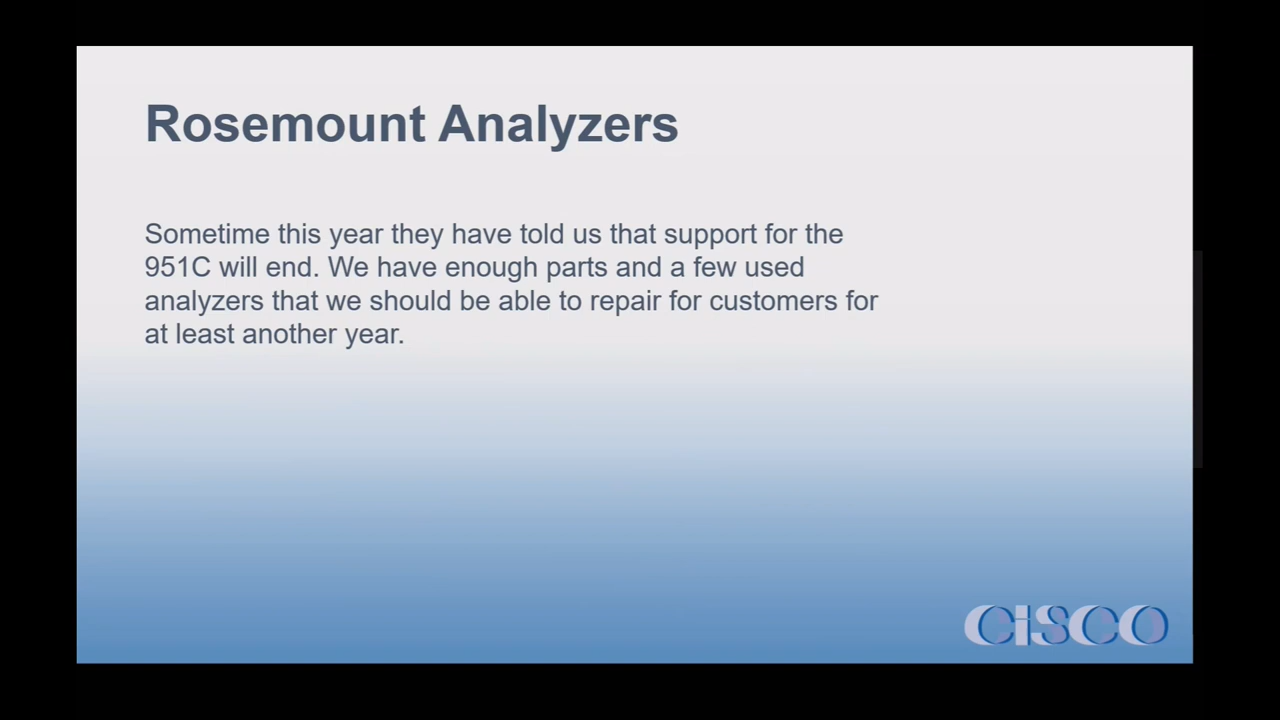 Rosemount Analyzers
Sometime this year they have told us that support for the
951C will end. We have enough parts and a few used
analyzers that we should be able to repair for customers for
at least another year.
CiSCO